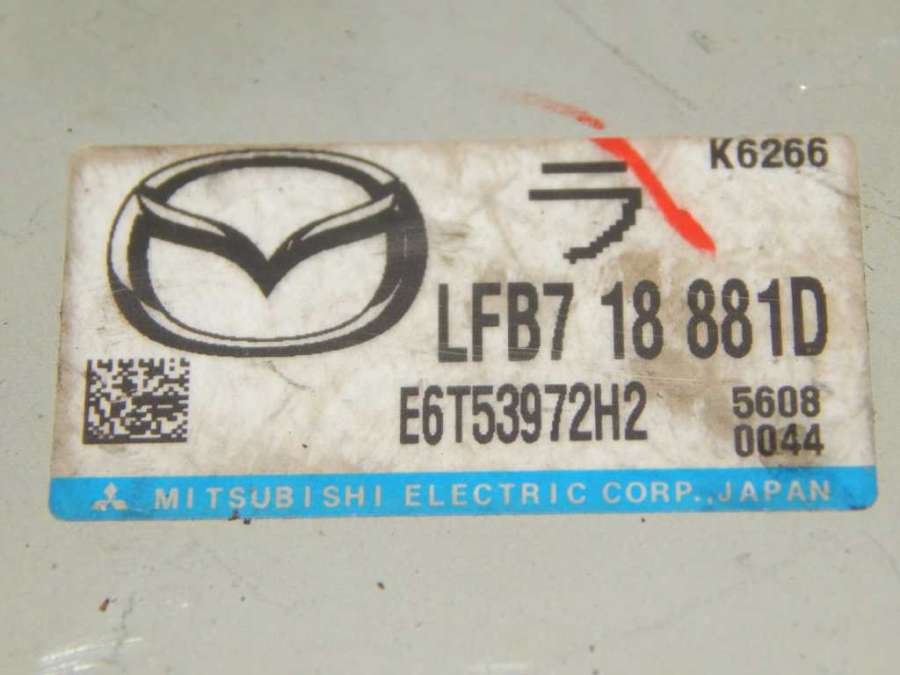 K6266
ラ
LFB7 18 881D
E6T53972H2
5608
0044
MITSUBISHI ELECTRIC CORP., JAPAN